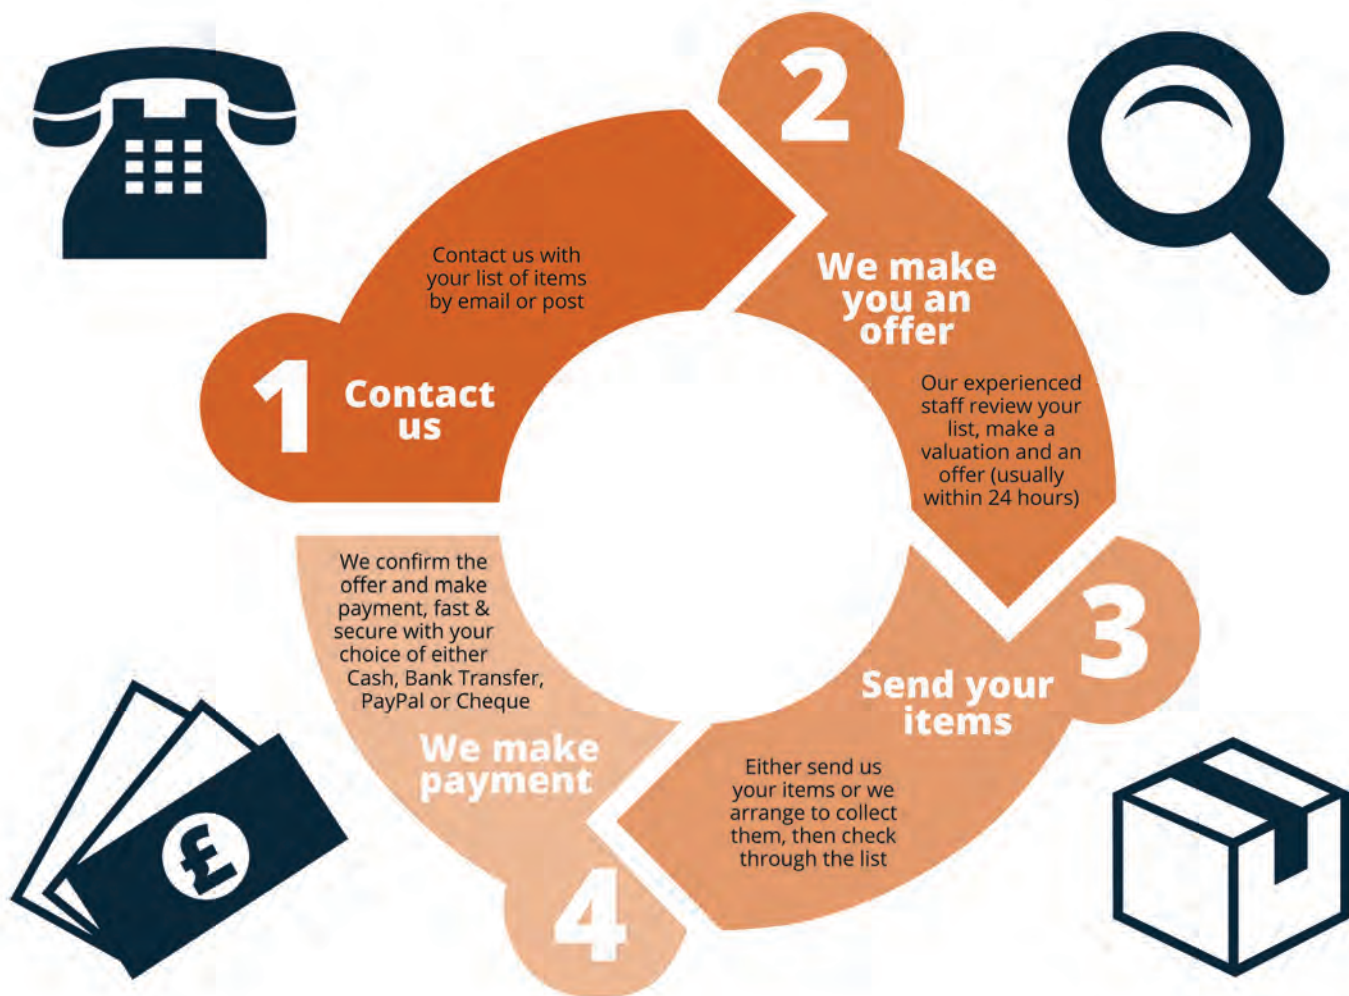 1
Contact
us
Contact us with
your list of items
by email or post
2
We make
you an
offer
Our experienced
staff review your
list, make a
valuation and an
offer (usually
within 24 hours)
3
Send your
items
Either send us
your items or we
arrange to collect
them, then check
through the list
4
We make
payment
We confirm the
offer and make
payment, fast &
secure with your
choice of either
Cash, Bank Transfer,
PayPal or Cheque
£